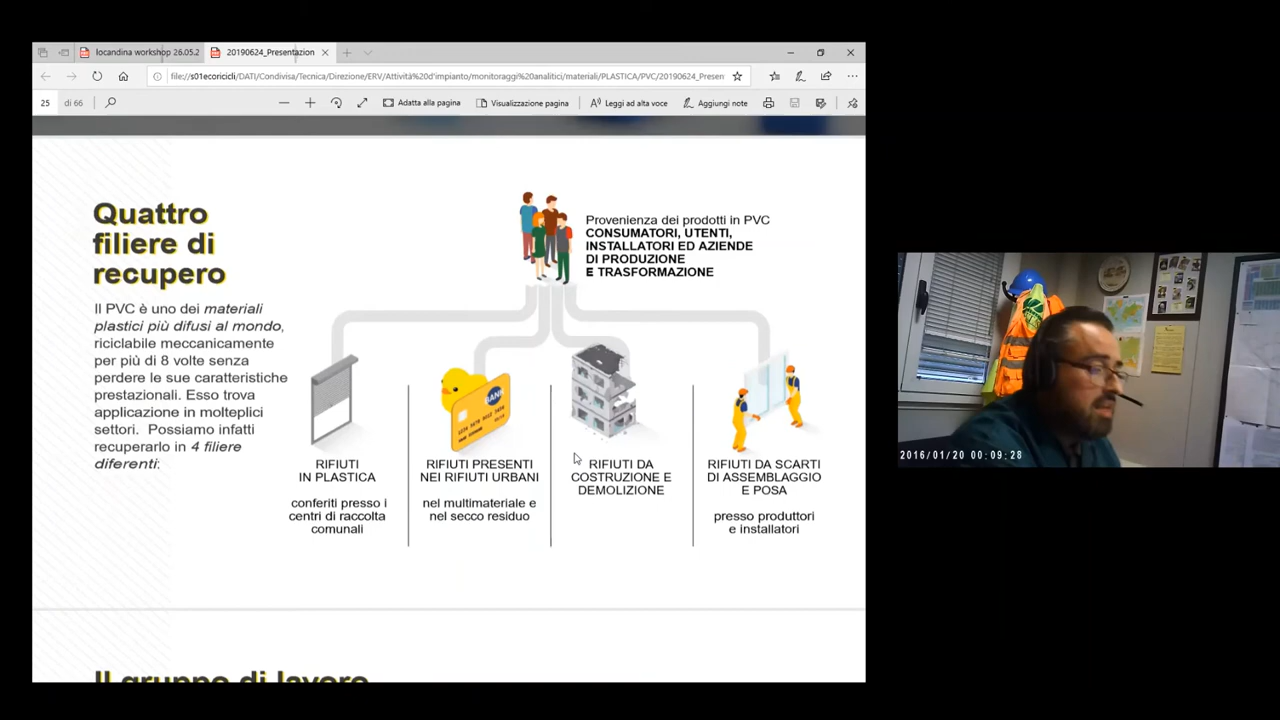 locandina workshop 26.05.2
20190624_Presentazion
file://s01ecoricicli/DATI/Condivisa/Tecnica/Direzione/ERV/Attività%20d'impianto/monitoraggi%20analitici/materiali/PLASTICA/PVC/20190624_Presen
25 di 66
Adatta alla pagina
Visualizzazione pagina
Leggi ad alta voce
Aggiungi note
Quattro
filiere di
recupero
Il PVC è uno dei materiali
plastici più difusi al mondo,
riciclabile meccanicamente
per più di 8 volte senza
perdere le sue caratteristiche
prestazionali. Esso trova
applicazione in molteplici
settori. Possiamo infatti
recuperarlo in 4 filiere
diferenti:
Provenienza dei prodotti in PVC
CONSUMATORI, UTENTI,
INSTALLATORI ED AZIENDE
DI PRODUZIONE
E TRASFORMAZIONE
BANK
RIFIUTI
IN PLASTICA
conferiti presso i
centri di raccolta
comunali
RIFIUTI PRESENTI
NEI RIFIUTI URBANI
nel multimateriale e
nel secco residuo
RIFIUTI DA
COSTRUZIONE E
DEMOLIZIONE
RIFIUTI DA SCARTI
DI ASSEMBLAGGIO
E POSA
presso produttori
e installatori
Il gruppo di lavoro
2016/01/20 00:09:28